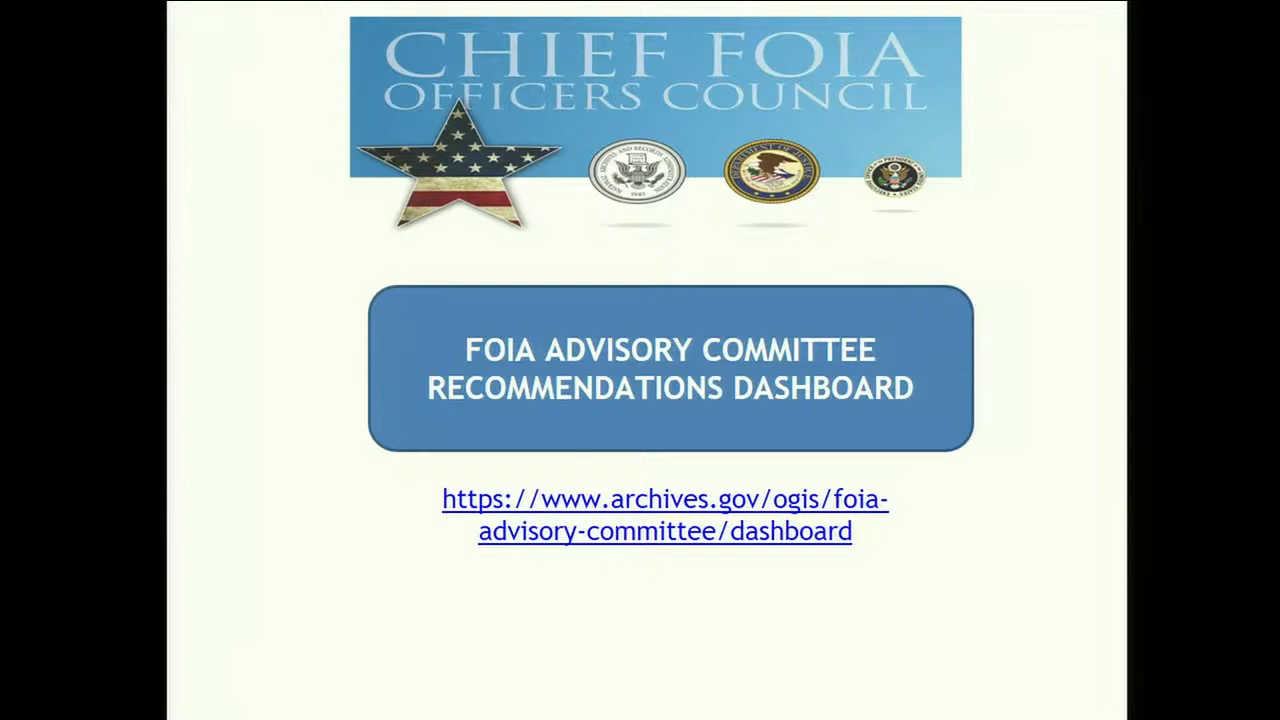 CHIEF FOIA
OFFICERS COUNCIL
FOIA ADVISORY COMMITTEE
RECOMMENDATIONS DASHBOARD
https://www.archives.gov/ogis/foia-
advisory-committee/dashboard